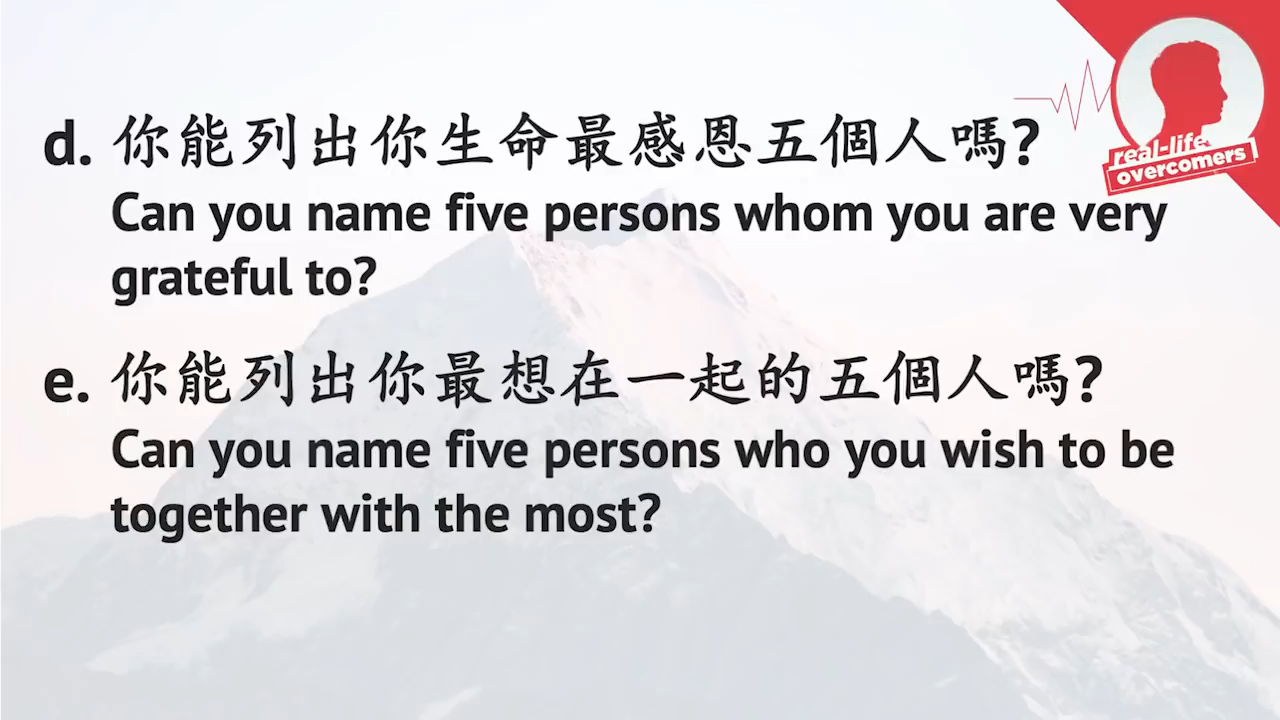 d. 你能列出你生命最感恩五個人嗎?
Can you name five persons whom you are very
grateful to?
e. 你能列出你最想在一起的五個人嗎?
Can you name five persons who you wish to be
together with the most?
real-life
overcomers